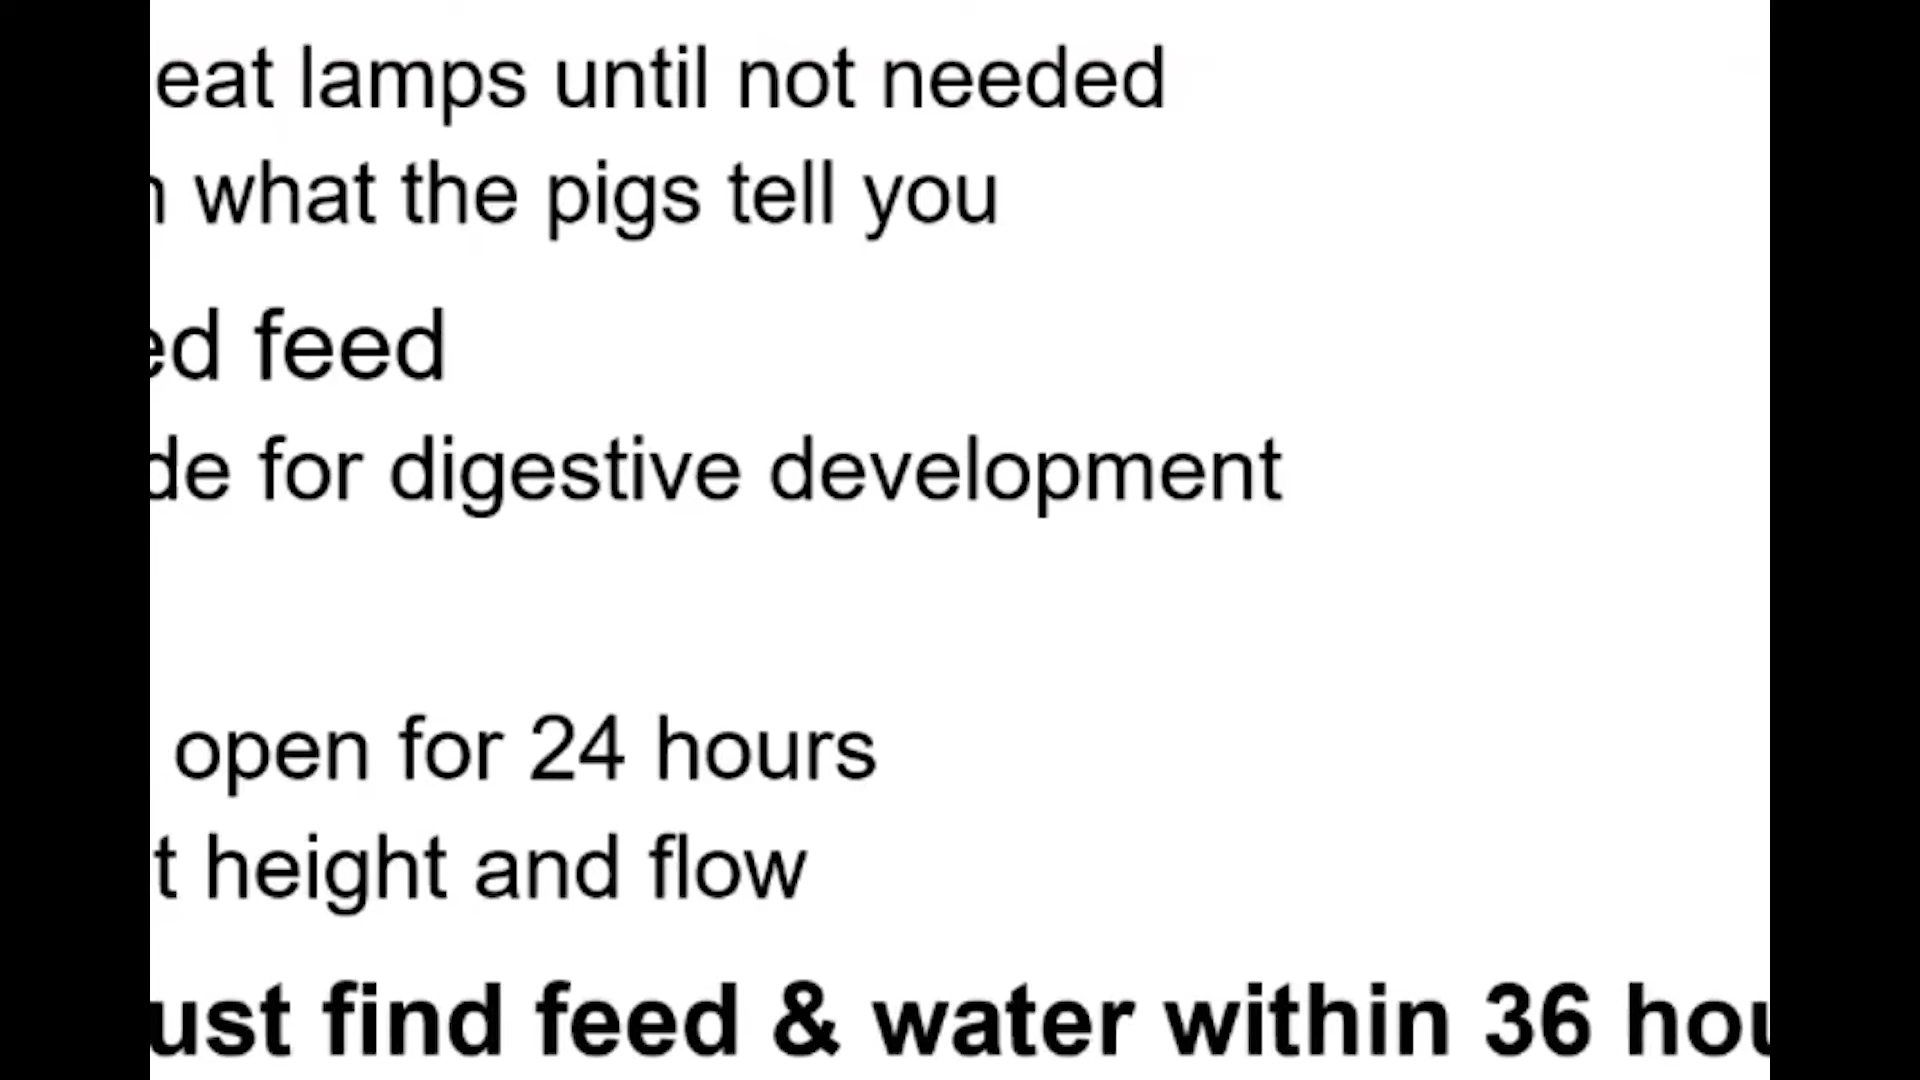 eat lamps until not needed
what the pigs tell you
ed feed
de for digestive development
open for 24 hours
t height and flow
ust find feed & water within 36 hou